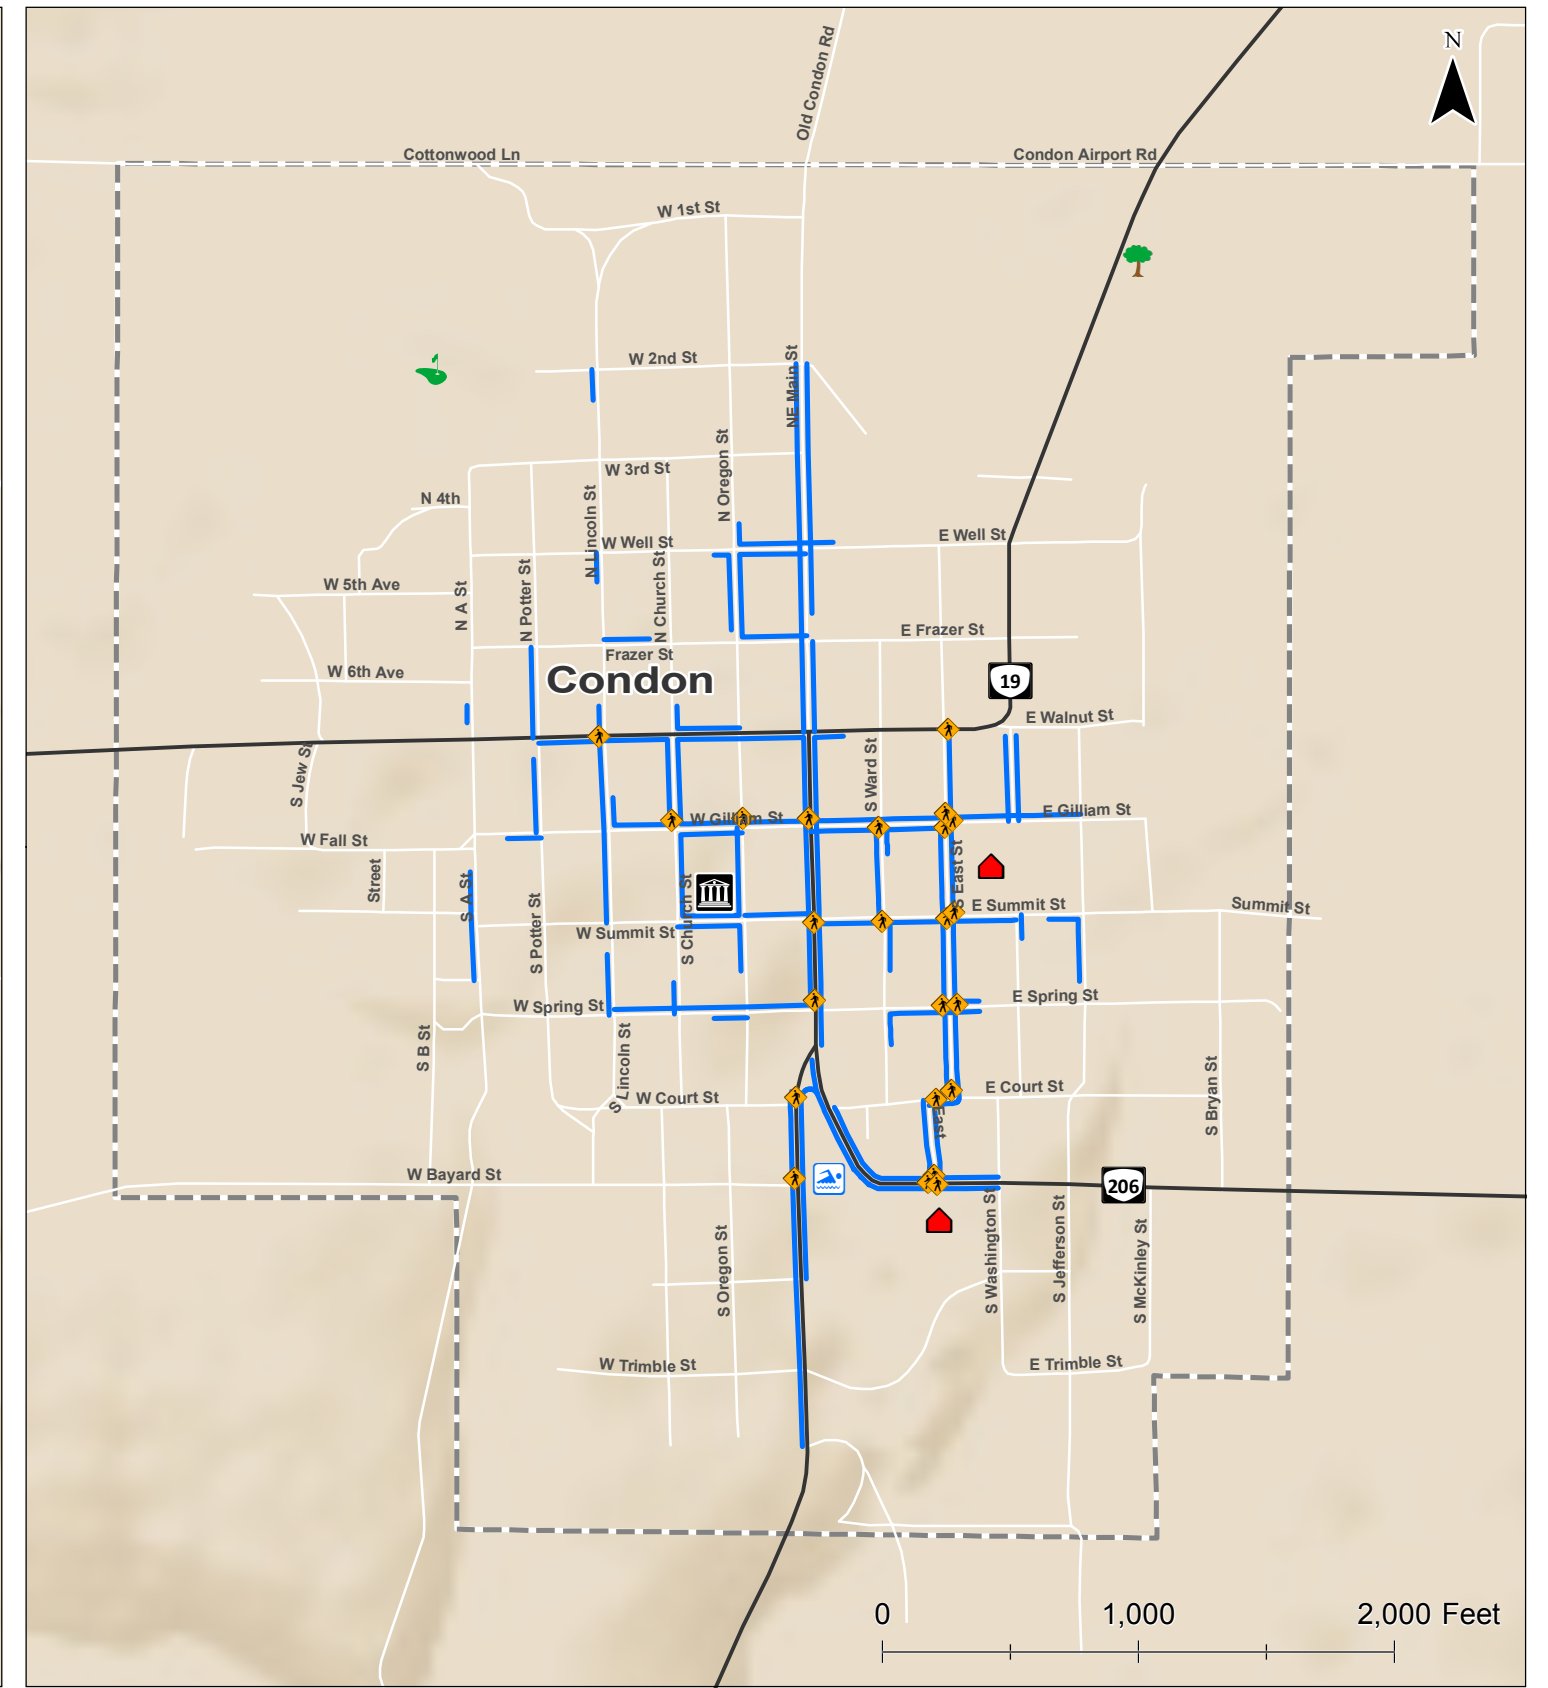 N
Old Condon Rd
Cottonwood Ln
Condon Airport Rd
W 1st St
W 2nd St
NE Main St
W 3rd St
N Oregon St
N 4th
N Lincoln St
W Well St
E Well St
W 5th Ave
N A St
N Potter St
N Church St
E Frazer St
Frazer St
W 6th Ave
Condon
19
E Walnut St
S Jew St
S Ward St
W Gilliam St
E Gilliam St
W Fall St
Street
S A St
S Potter St
S Church St
S East St
E Summit St
Summit St
W Summit St
W Spring St
E Spring St
S B St
S Lincoln St
W Court St
E Court St
East
S Bryan St
W Bayard St
206
S Oregon St
S Washington St
S Jefferson St
S McKinley St
W Trimble St
E Trimble St
0 1,000 2,000 Feet